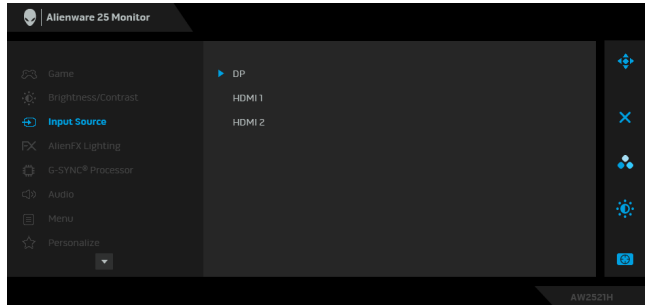 Alienware 25 Monitor
Game
Brightness/Contrast
Input Source
AlienFX Lighting
G-SYNC® Processor
Audio
Menu
Personalize
DP
HDMI 1
HDMI 2
FX
AW2521H